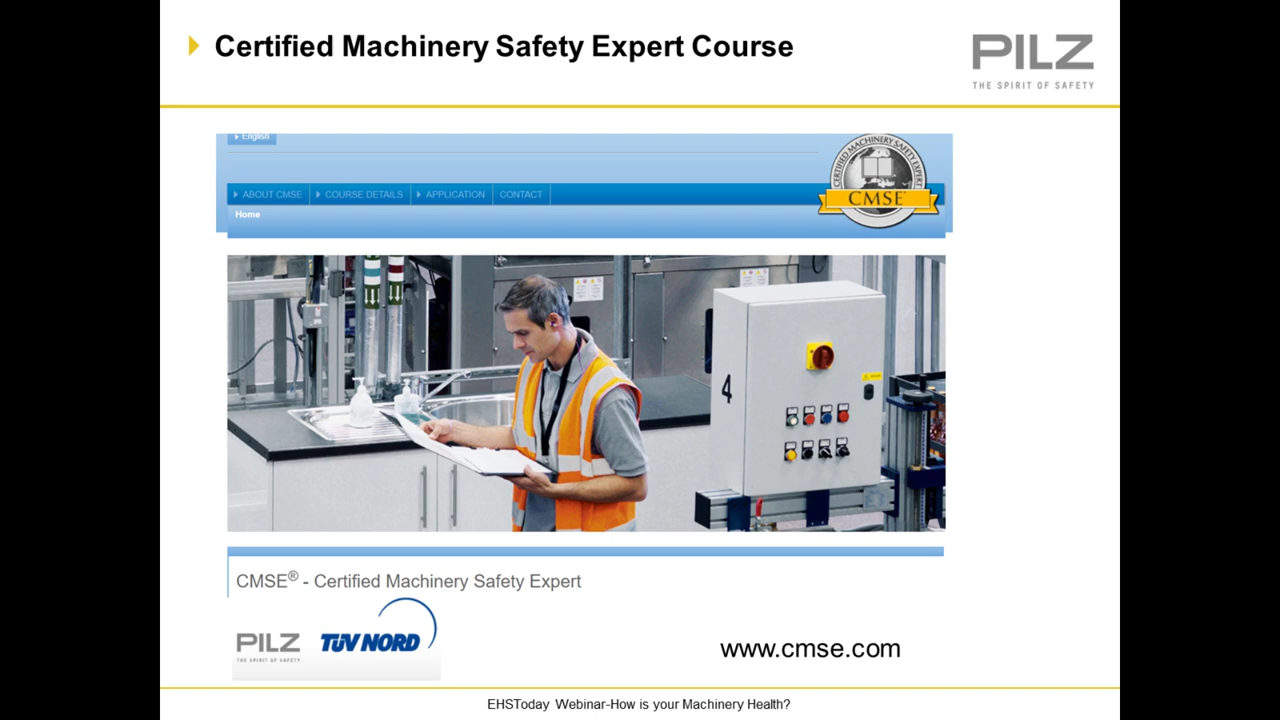 Certified Machinery Safety Expert Course
PILZ
THE SPIRIT OF SAFETY
English
CERTIFIED MACHINERY SAFETY EXPERT
CMSE
ABOUT CMSE
COURSE DETAILS
APPLICATION
CONTACT
Home
4
CMSE® - Certified Machinery Safety Expert
PILZ
THE SPIRIT OF SAFETY
TÜV NORD
www.cmse.com
EHSToday Webinar-How is your Machinery Health?